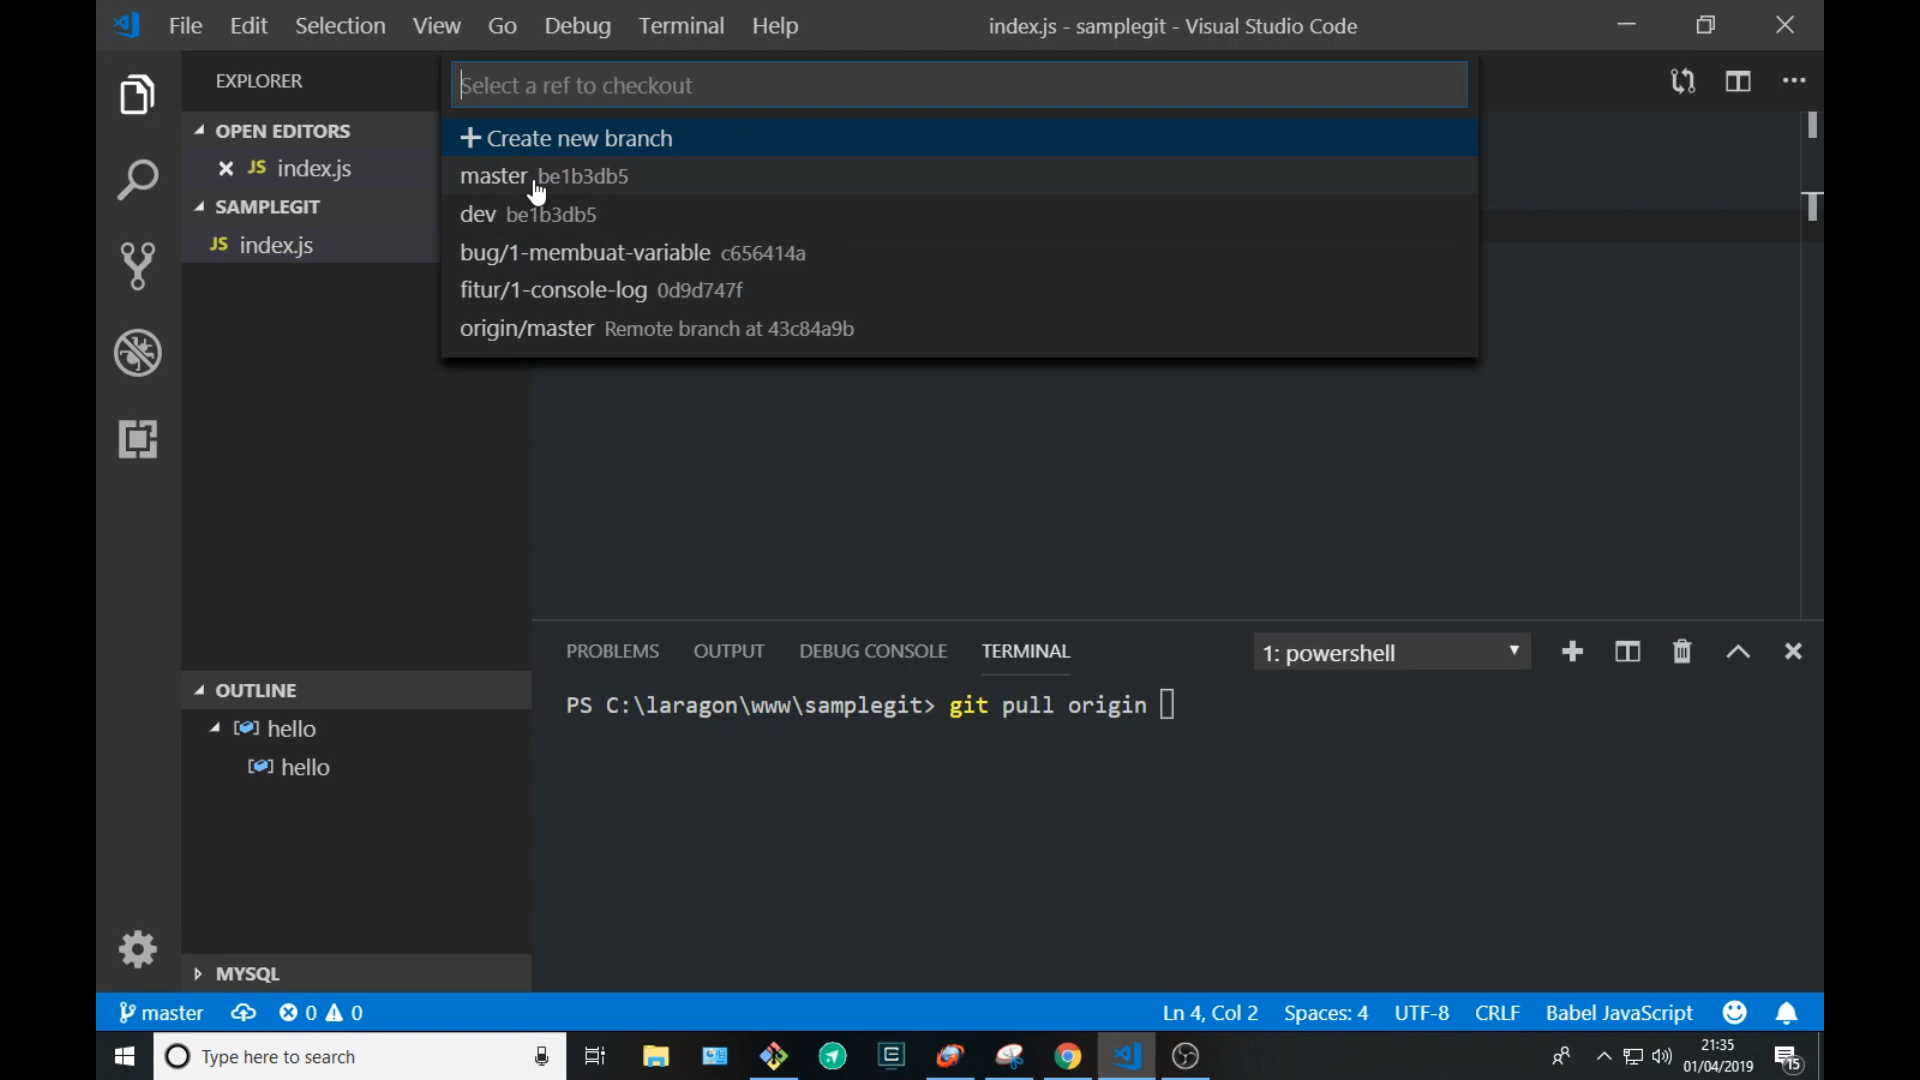 File Edit Selection View Go Debug Terminal Help
index.js - samplegit - Visual Studio Code
EXPLORER
OPEN EDITORS
JS index.js
SAMPLEGIT
JS index.js
Select a ref to checkout
Create new branch
master be1b3db5
dev be1b3db5
bug/1-membuat-variable c656414a
fitur/1-console-log 0d9d747f
origin/master Remote branch at 43c84a9b
OUTLINE
hello
hello
MYSQL
PROBLEMS OUTPUT DEBUG CONSOLE TERMINAL
1: powershell
PS C:\laragon\www\samplegit> git pull origin
master 0 0
Ln 4, Col 2 Spaces: 4 UTF-8 CRLF Babel JavaScript
Type here to search
21:35
01/04/2019
15